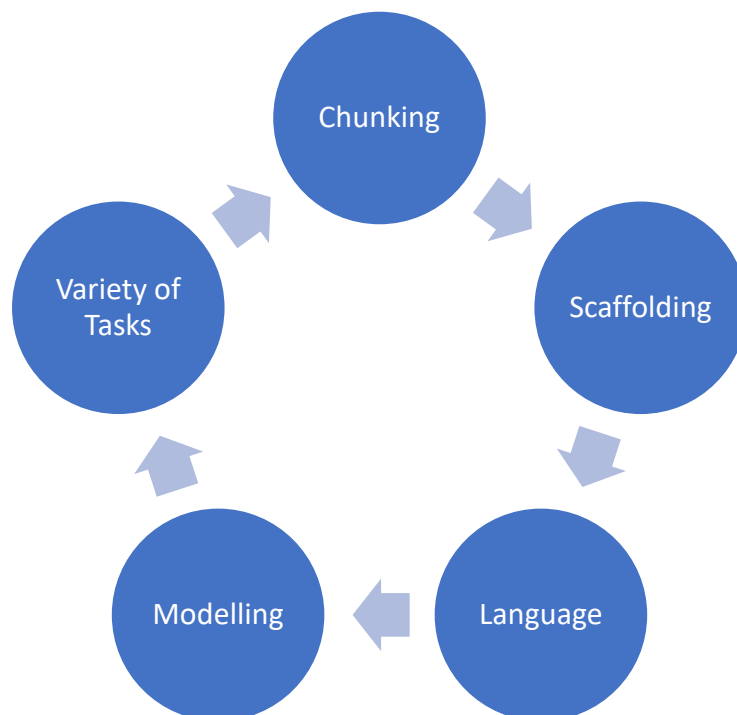 Chunking
Scaffolding
Language
Modelling
Variety of
Tasks